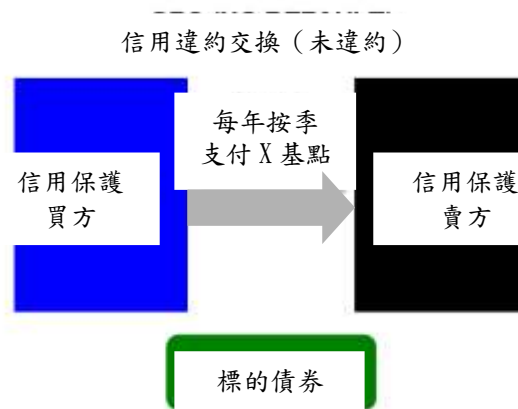 信用違約交換（未違約）
每年按季
支付 X 基點
信用保護
買方
信用保護
賣方
標的債券